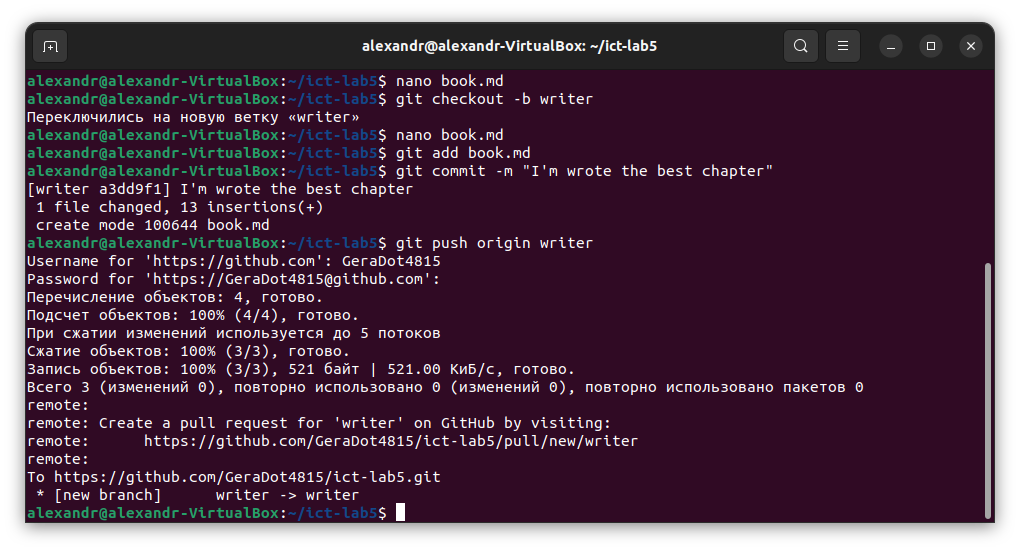 alexandr@alexandr-VirtualBox: ~/ict-lab5
alexandr@alexandr-VirtualBox:~/ict-lab5$ nano book.md
alexandr@alexandr-VirtualBox:~/ict-lab5$ git checkout -b writer
Переключились на новую ветку «writer»
alexandr@alexandr-VirtualBox:~/ict-lab5$ nano book.md
alexandr@alexandr-VirtualBox:~/ict-lab5$ git add book.md
alexandr@alexandr-VirtualBox:~/ict-lab5$ git commit -m "I'm wrote the best chapter"
[writer a3dd9f1] I'm wrote the best chapter
 1 file changed, 13 insertions(+)
 create mode 100644 book.md
alexandr@alexandr-VirtualBox:~/ict-lab5$ git push origin writer
Username for 'https://github.com': GeraDot4815
Password for 'https://GeraDot4815@github.com':
Перечисление объектов: 4, готово.
Подсчет объектов: 100% (4/4), готово.
При сжатии изменений используется до 5 потоков
Сжатие объектов: 100% (3/3), готово.
Запись объектов: 100% (3/3), 521 байт | 521.00 КиБ/с, готово.
Всего 3 (изменений 0), повторно использовано 0 (изменений 0), повторно использовано пакетов 0
remote:
remote: Create a pull request for 'writer' on GitHub by visiting:
remote:      https://github.com/GeraDot4815/ict-lab5/pull/new/writer
remote:
To https://github.com/GeraDot4815/ict-lab5.git
 * [new branch]      writer -> writer
alexandr@alexandr-VirtualBox:~/ict-lab5$